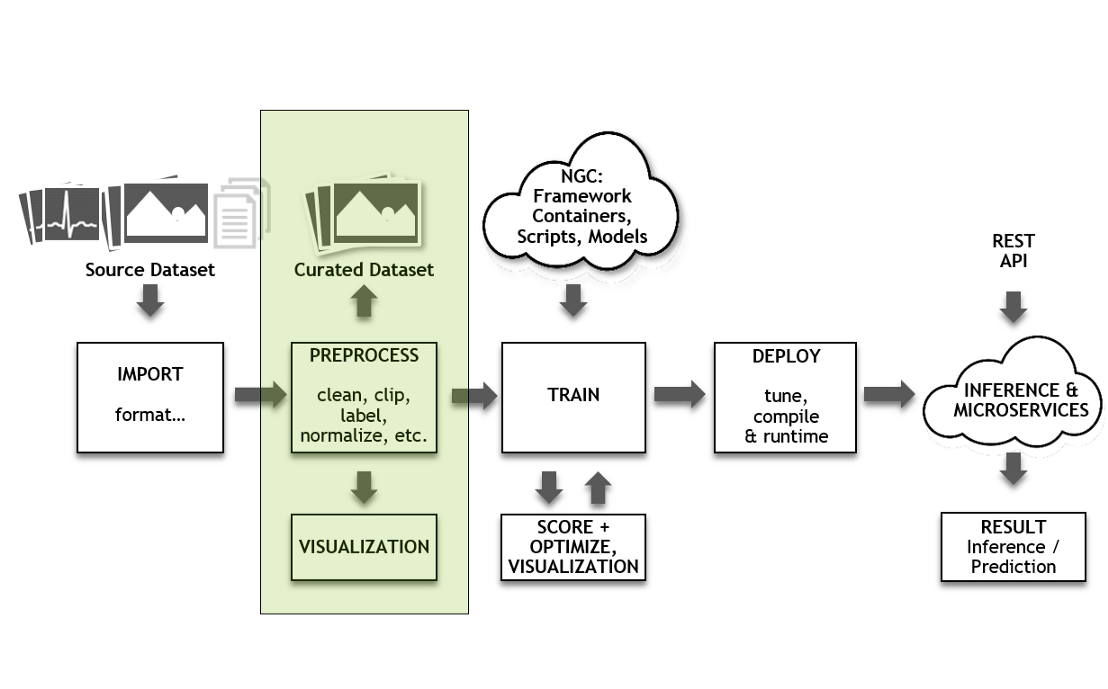 Source Dataset
IMPORT
format...
Curated Dataset
PREPROCESS
clean, clip,
label,
normalize, etc.
VISUALIZATION
NGC:
Framework
Containers,
Scripts, Models
TRAIN
SCORE +
OPTIMIZE,
VISUALIZATION
DEPLOY
tune,
compile
& runtime
REST
API
INFERENCE &
MICROSERVICES
RESULT
Inference /
Prediction